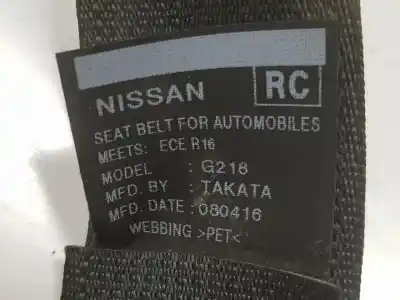 NISSAN RC
SEAT BELT FOR AUTOMOBILES
MEETS: ECE R16
MODEL : G218
MFD. BY : TAKATA
MFD. DATE : 080416
WEBBING >PET<